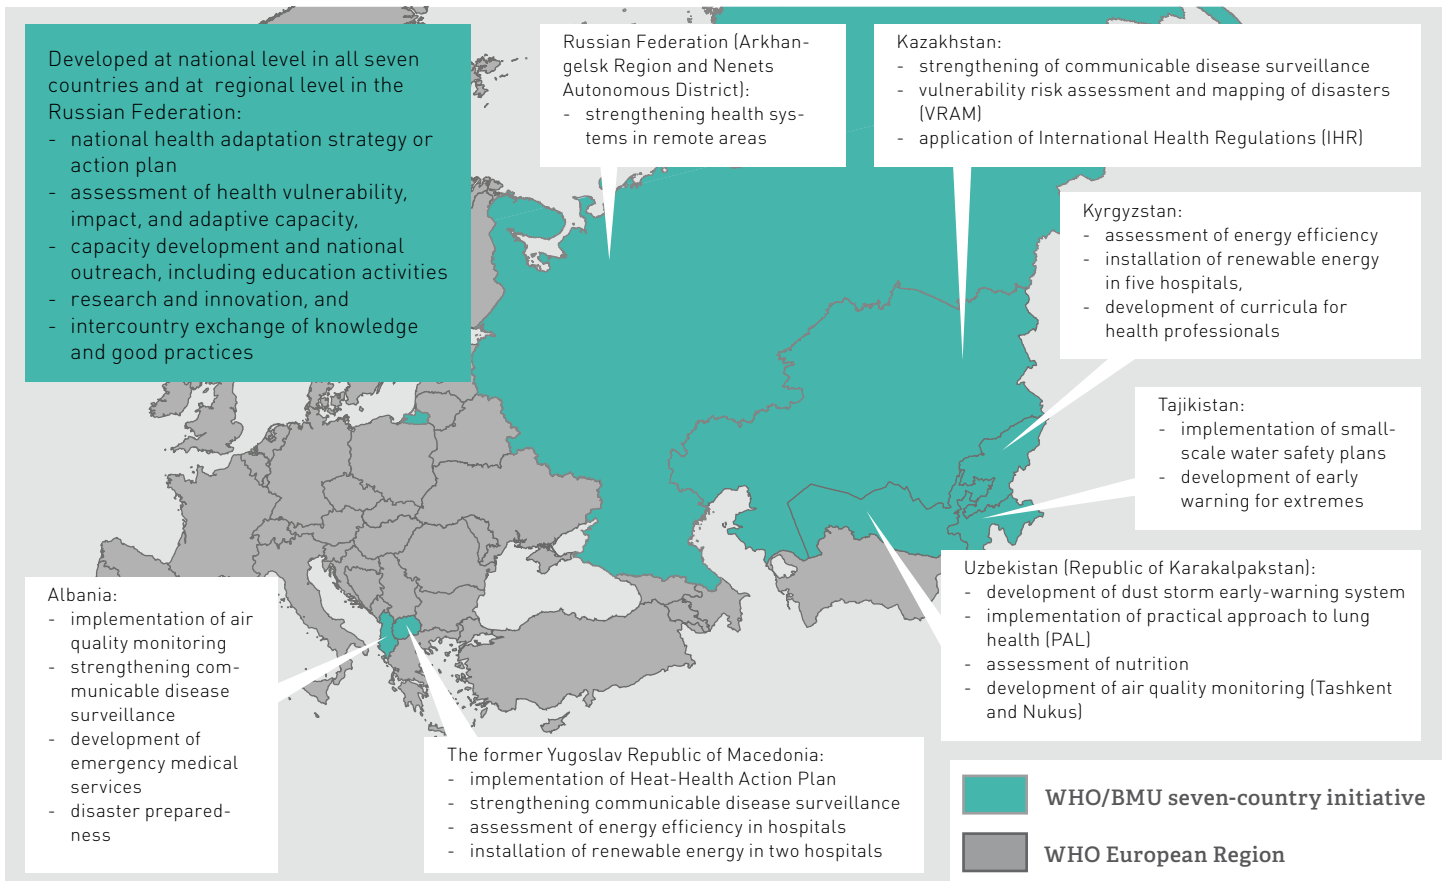 Developed at national level in all seven
countries and at regional level in the
Russian Federation:
- national health adaptation strategy or
action plan
- assessment of health vulnerability,
impact, and adaptive capacity,
- capacity development and national
outreach, including education activities
- research and innovation, and
- intercountry exchange of knowledge
and good practices
Russian Federation (Arkhan-
gelsk Region and Nenets
Autonomous District):
- strengthening health sys-
tems in remote areas
Kazakhstan:
- strengthening of communicable disease surveillance
- vulnerability risk assessment and mapping of disasters
(VRAM)
- application of International Health Regulations (IHR)
Kyrgyzstan:
- assessment of energy efficiency
- installation of renewable energy
in five hospitals,
- development of curricula for
health professionals
Tajikistan:
- implementation of small-
scale water safety plans
- development of early
warning for extremes
Uzbekistan (Republic of Karakalpakstan):
- development of dust storm early-warning system
- implementation of practical approach to lung
health (PAL)
- assessment of nutrition
- development of air quality monitoring (Tashkent
and Nukus)
Albania:
- implementation of air
quality monitoring
- strengthening com-
municable disease
surveillance
- development of
emergency medical
services
- disaster prepared-
ness
The former Yugoslav Republic of Macedonia:
- implementation of Heat-Health Action Plan
- strengthening communicable disease surveillance
- assessment of energy efficiency in hospitals
- installation of renewable energy in two hospitals
WHO/BMU seven-country initiative
WHO European Region